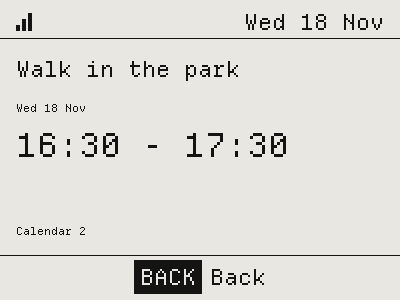 Wed 18 Nov
Walk in the park
Wed 18 Nov
16:30 - 17:30
Calendar 2
BACK Back